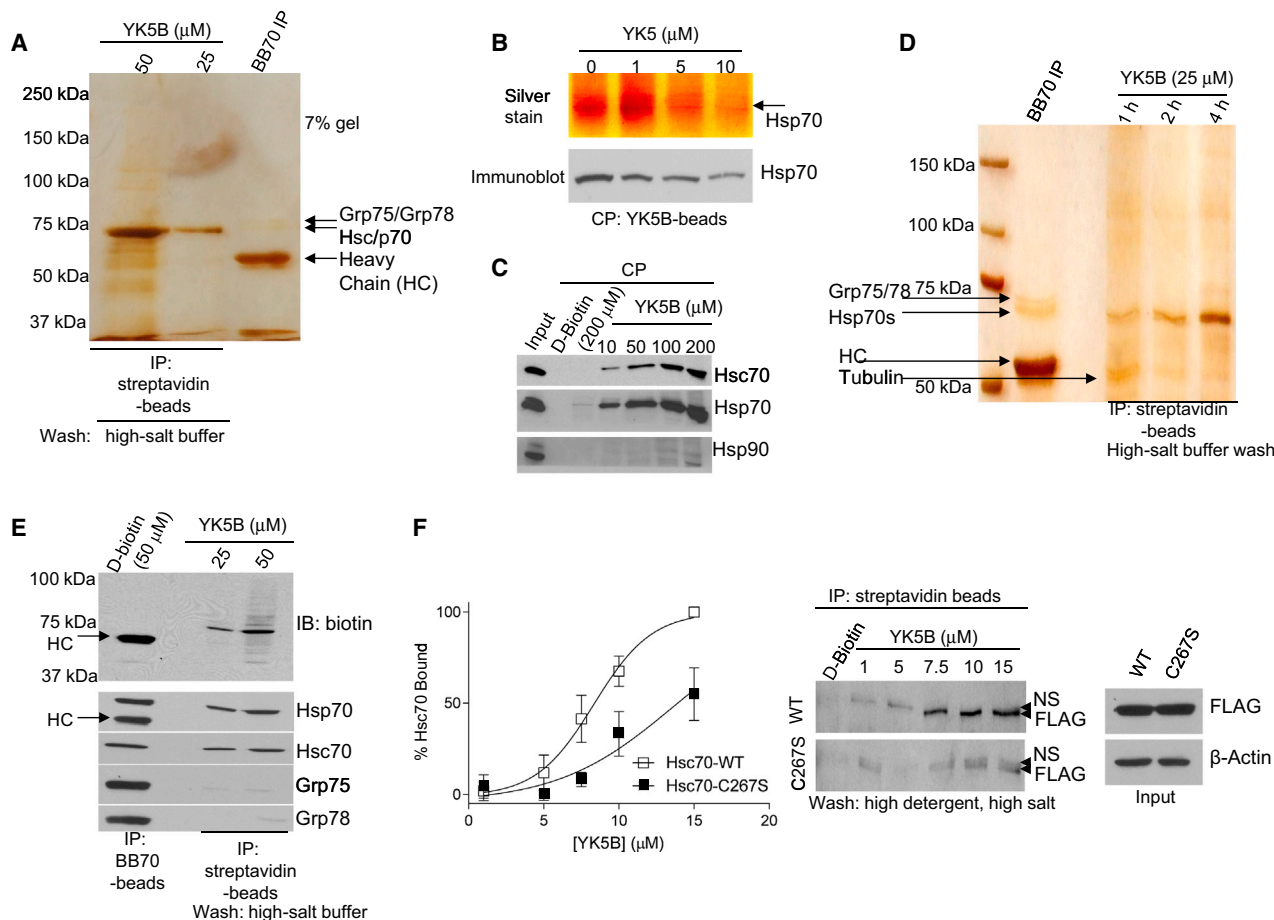 A
YK5B (µM)
50
25
BB70 IP
250 kDa
150 kDa
100 kDa
75 kDa
50 kDa
37 kDa
7% gel
Grp75/Grp78
Hsc/p70
Heavy
Chain (HC)
IP:
streptavidin
-beads
Wash: high-salt buffer
B
YK5 (µM)
0 1 5 10
Silver
stain
Hsp70
Immunoblot
Hsp70
CP: YK5B-beads
C
CP
Input
D-Biotin
(200 µM)
YK5B (µM)
10 50 100 200
Hsc70
Hsp70
Hsp90
D
BB70 IP
YK5B (25 µM)
1 h
2 h
4 h
150 kDa
100 kDa
75 kDa
Grp75/78
Hsp70s
HC
Tubulin
50 kDa
IP: streptavidin
-beads
High-salt buffer wash
E
D-biotin
(50 µM)
YK5B (µM)
25
50
100 kDa
75 kDa
HC
37 kDa
IB: biotin
HC
Hsp70
Hsc70
Grp75
Grp78
IP:
BB70
-beads
IP:
streptavidin
-beads
Wash: high-salt buffer
F
% Hsc70 Bound
100
50
0
0 5 10 15 20
[YK5B] (µM)
Hsc70-WT
Hsc70-C267S
IP: streptavidin beads
D-Biotin
YK5B (µM)
1 5 7.5 10 15
WT
NS
FLAG
C267S
NS
FLAG
Wash: high detergent, high salt
WT
C267S
FLAG
β-Actin
Input